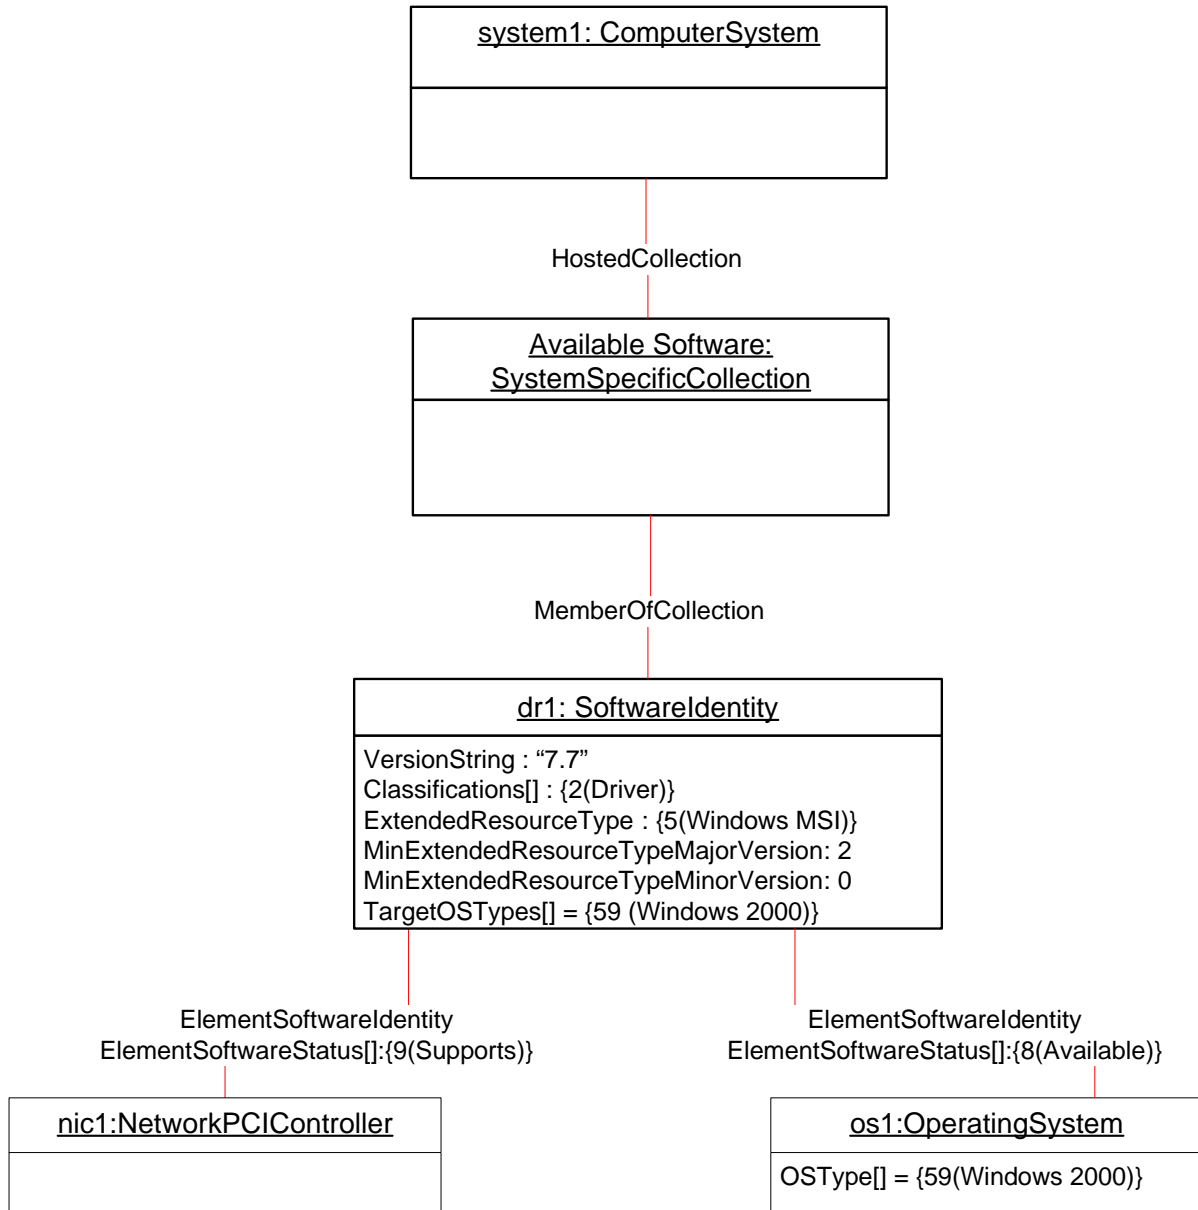 system1: ComputerSystem
HostedCollection
Available Software:
SystemSpecificCollection
MemberOfCollection
dr1: SoftwareIdentity
VersionString : “7.7”
Classifications[] : {2(Driver)}
ExtendedResourceType : {5(Windows MSI)}
MinExtendedResourceTypeMajorVersion: 2
MinExtendedResourceTypeMinorVersion: 0
TargetOSTypes[] = {59 (Windows 2000)}
ElementSoftwareIdentity
ElementSoftwareStatus[]:{9(Supports)}
ElementSoftwareIdentity
ElementSoftwareStatus[]:{8(Available)}
nic1:NetworkPCIController
os1:OperatingSystem
OSType[] = {59(Windows 2000)}